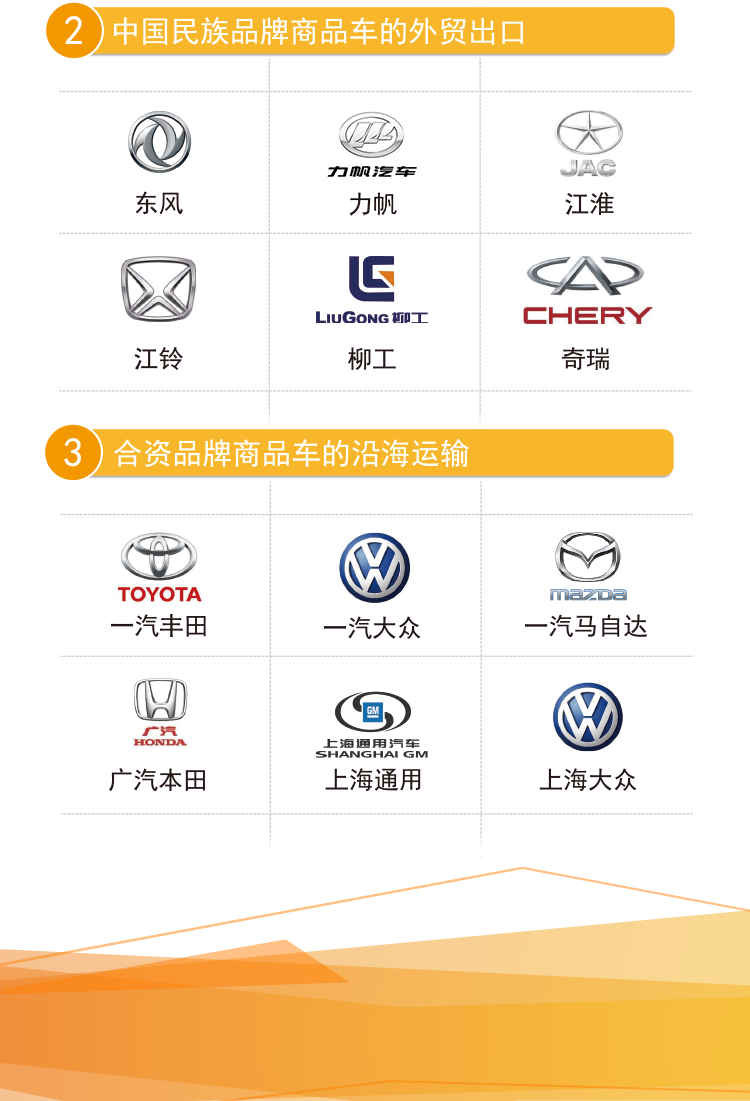 2 中国民族品牌商品车的外贸出口
力帆汽车
JAC
东风
力帆
江淮
LIUGONG 柳工
CHERY
江铃
柳工
奇瑞
3 合资品牌商品车的沿海运输
TOYOTA
mazda
一汽丰田
一汽大众
一汽马自达
GM
广汽
HONDA
上海通用汽车
SHANGHAI GM
广汽本田
上海通用
上海大众